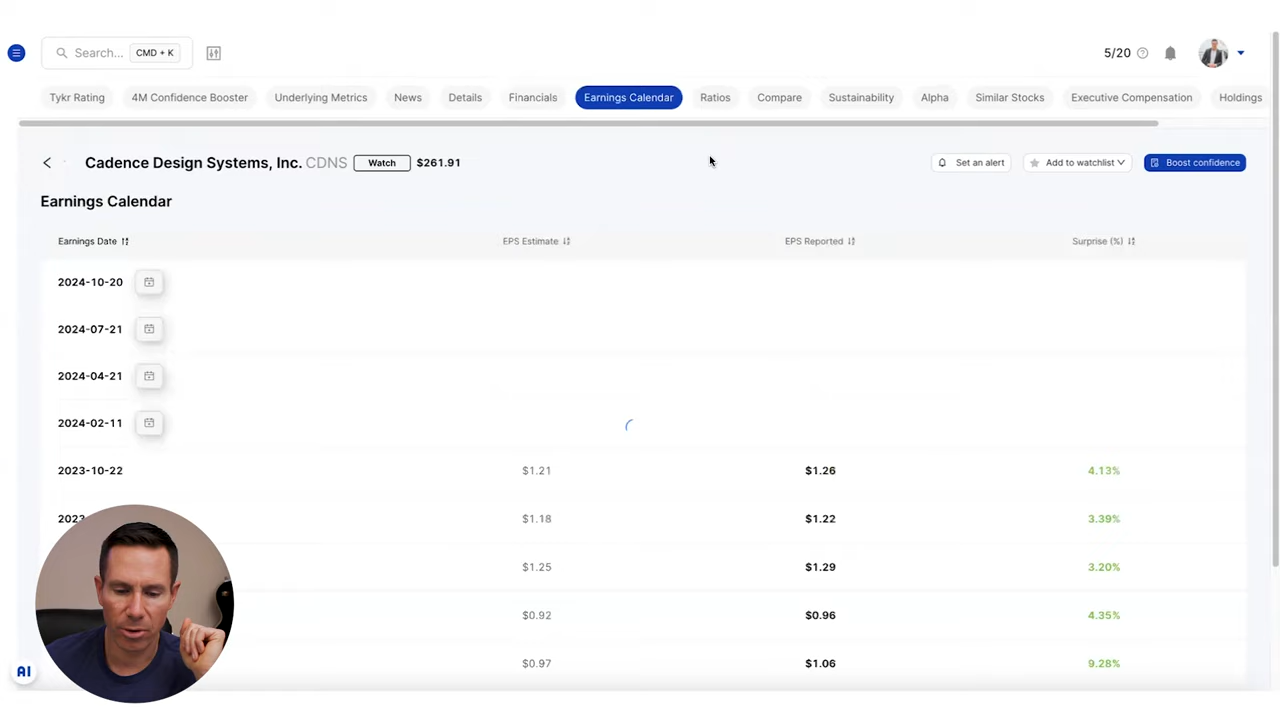 Search... CMD + K 5/20
Tykr Rating 4M Confidence Booster Underlying Metrics News Details Financials Earnings Calendar Ratios Compare Sustainability Alpha Similar Stocks Executive Compensation Holdings
Cadence Design Systems, Inc. CDNS Watch $261.91 Set an alert Add to watchlist Boost confidence
Earnings Calendar
Earnings Date EPS Estimate EPS Reported Surprise (%)
2024-10-20
2024-07-21
2024-04-21
2024-02-11
2023-10-22 $1.21 $1.26 4.13%
$1.18 $1.22 3.39%
$1.25 $1.29 3.20%
$0.92 $0.96 4.35%
$0.97 $1.06 9.28%
AI